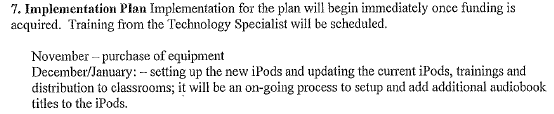 7. Implementation Plan Implementation for the plan will begin immediately once funding is
acquired.  Training from the Technology Specialist will be scheduled.
November – purchase of equipment
December/January: – setting up the new iPods and updating the current iPods, trainings and
distribution to classrooms; it will be an on-going process to setup and add additional audiobook
titles to the iPods.